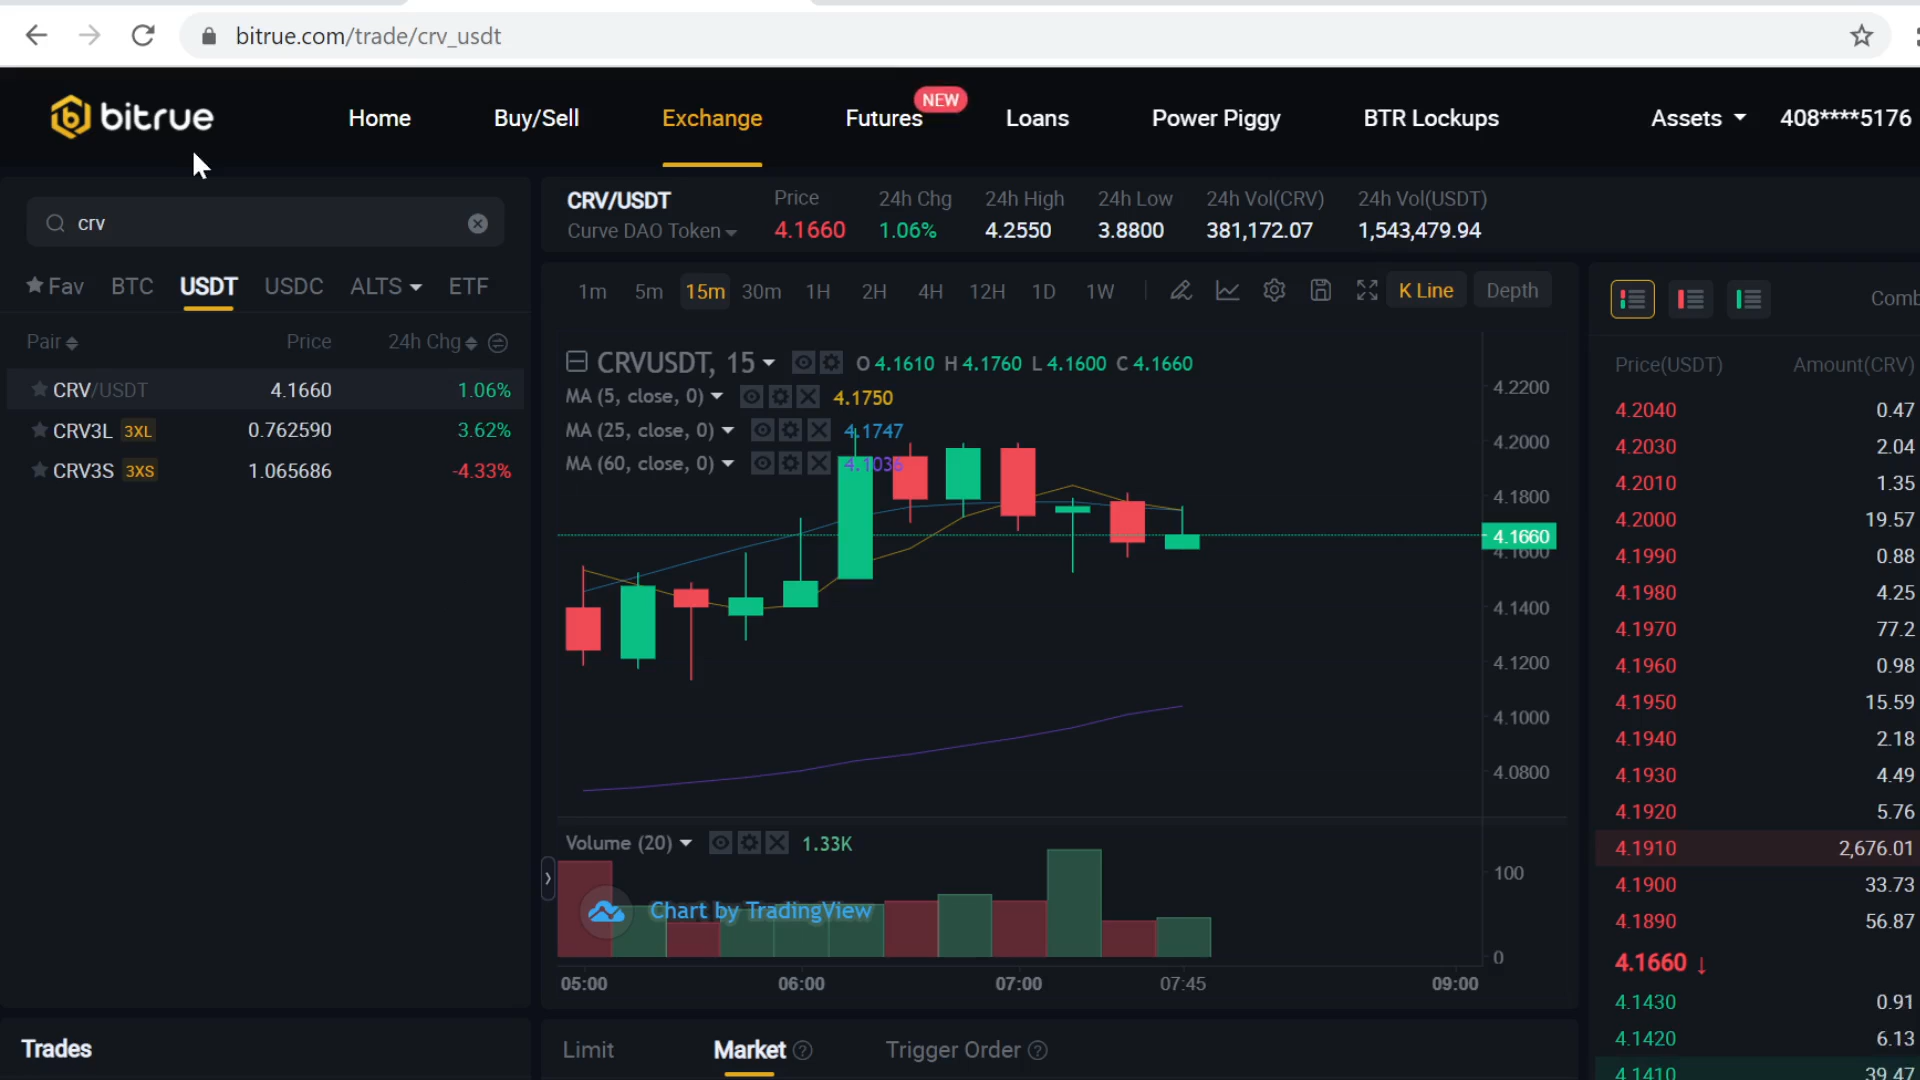 bitrue.com/trade/crv_usdt
bitrue
Home
Buy/Sell
Exchange
Futures
NEW
Loans
Power Piggy
BTR Lockups
Assets
408****5176
crv
Fav
BTC
USDT
USDC
ALTS
ETF
Pair Price 24h Chg
CRV/USDT 4.1660 1.06%
CRV3L 3XL 0.762590 3.62%
CRV3S 3XS 1.065686 -4.33%
Trades
CRV/USDT Price 24h Chg 24h High 24h Low 24h Vol(CRV) 24h Vol(USDT)
Curve DAO Token 4.1660 1.06% 4.2550 3.8800 381,172.07 1,543,479.94
1m 5m 15m 30m 1H 2H 4H 12H 1D 1W K Line Depth
CRVUSDT, 15 O 4.1610 H 4.1760 L 4.1600 C 4.1660
MA (5, close, 0) 4.1750
MA (25, close, 0) 4.1747
MA (60, close, 0) 4.1036
4.2200
4.2000
4.1800
4.1660
4.1600
4.1400
4.1200
4.1000
4.0800
Volume (20) 1.33K
100
Chart by TradingView
0
05:00 06:00 07:00 07:45 09:00
Limit Market Trigger Order
Price(USDT) Amount(CRV)
4.2040 0.47
4.2030 2.04
4.2010 1.35
4.2000 19.57
4.1990 0.88
4.1980 4.25
4.1970 77.2
4.1960 0.98
4.1950 15.59
4.1940 2.18
4.1930 4.49
4.1920 5.76
4.1910 2,676.01
4.1900 33.73
4.1890 56.87
4.1660 ↓
4.1430 0.91
4.1420 6.13
4.1410 39.47